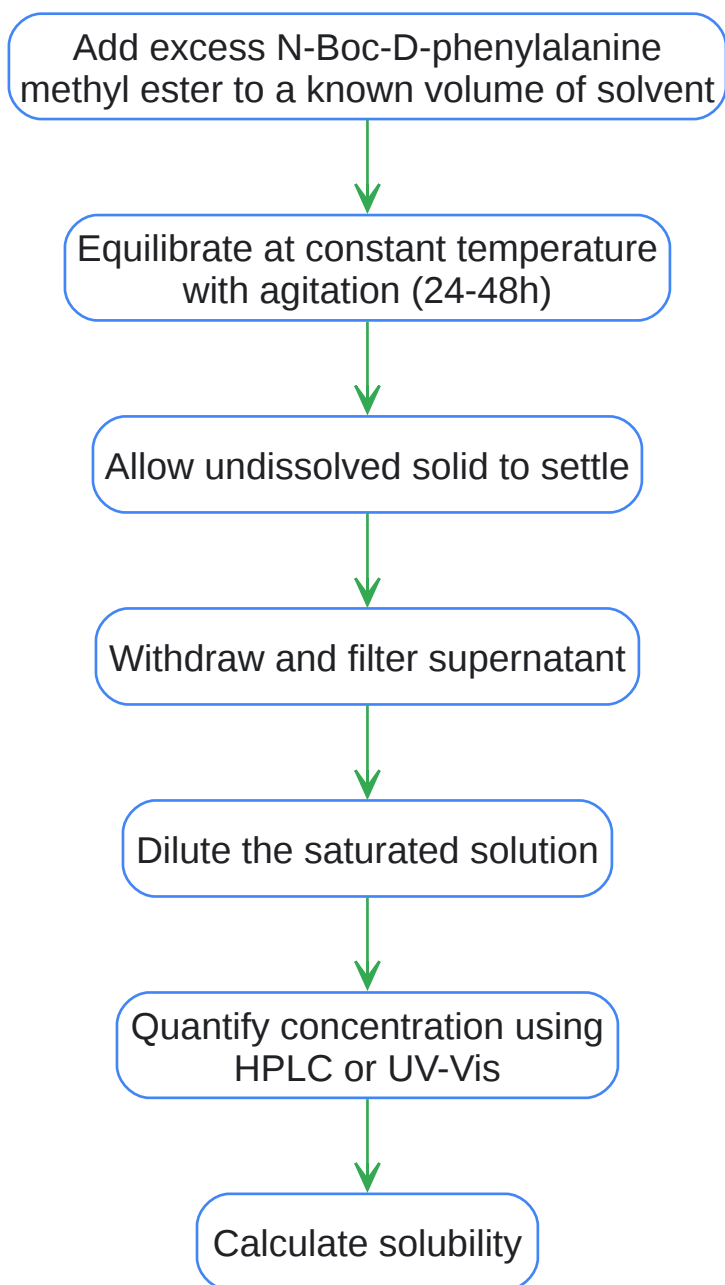 Add excess N-Boc-D-phenylalanine
methyl ester to a known volume of solvent
Equilibrate at constant temperature
with agitation (24-48h)
Allow undissolved solid to settle
Withdraw and filter supernatant
Dilute the saturated solution
Quantify concentration using
HPLC or UV-Vis
Calculate solubility